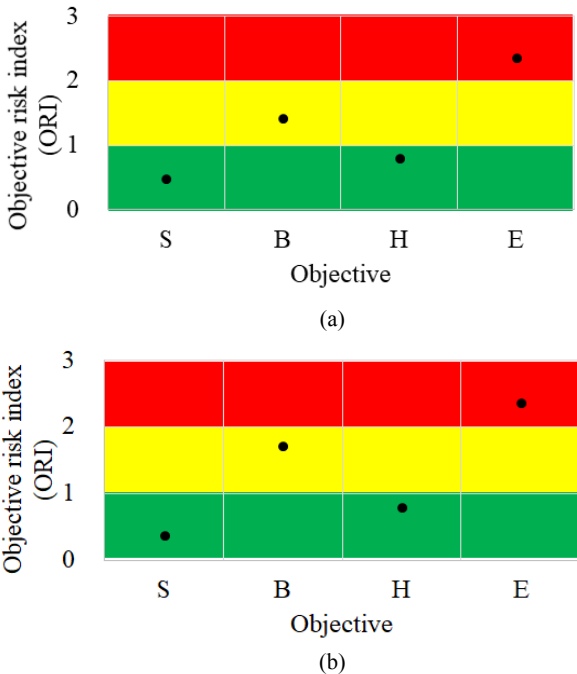 Objective risk index
(ORI)
3
2
1
0
S B H E
Objective
(a)
Objective risk index
(ORI)
3
2
1
0
S B H E
Objective
(b)